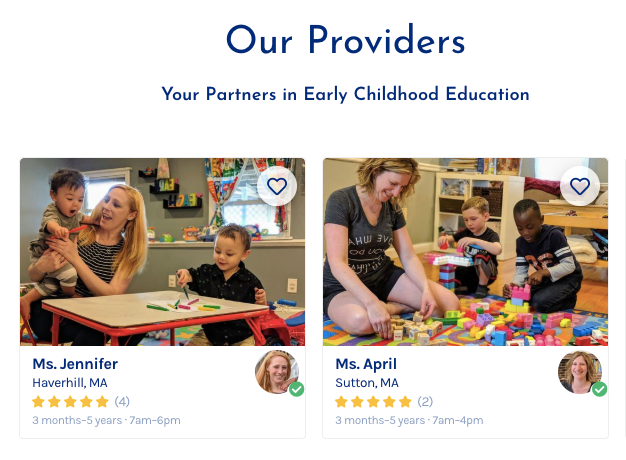 Our Providers
Your Partners in Early Childhood Education
Ms. Jennifer
Haverhill, MA
(4)
3 months–5 years · 7am–6pm
Ms. April
Sutton, MA
(2)
3 months–5 years · 7am–4pm